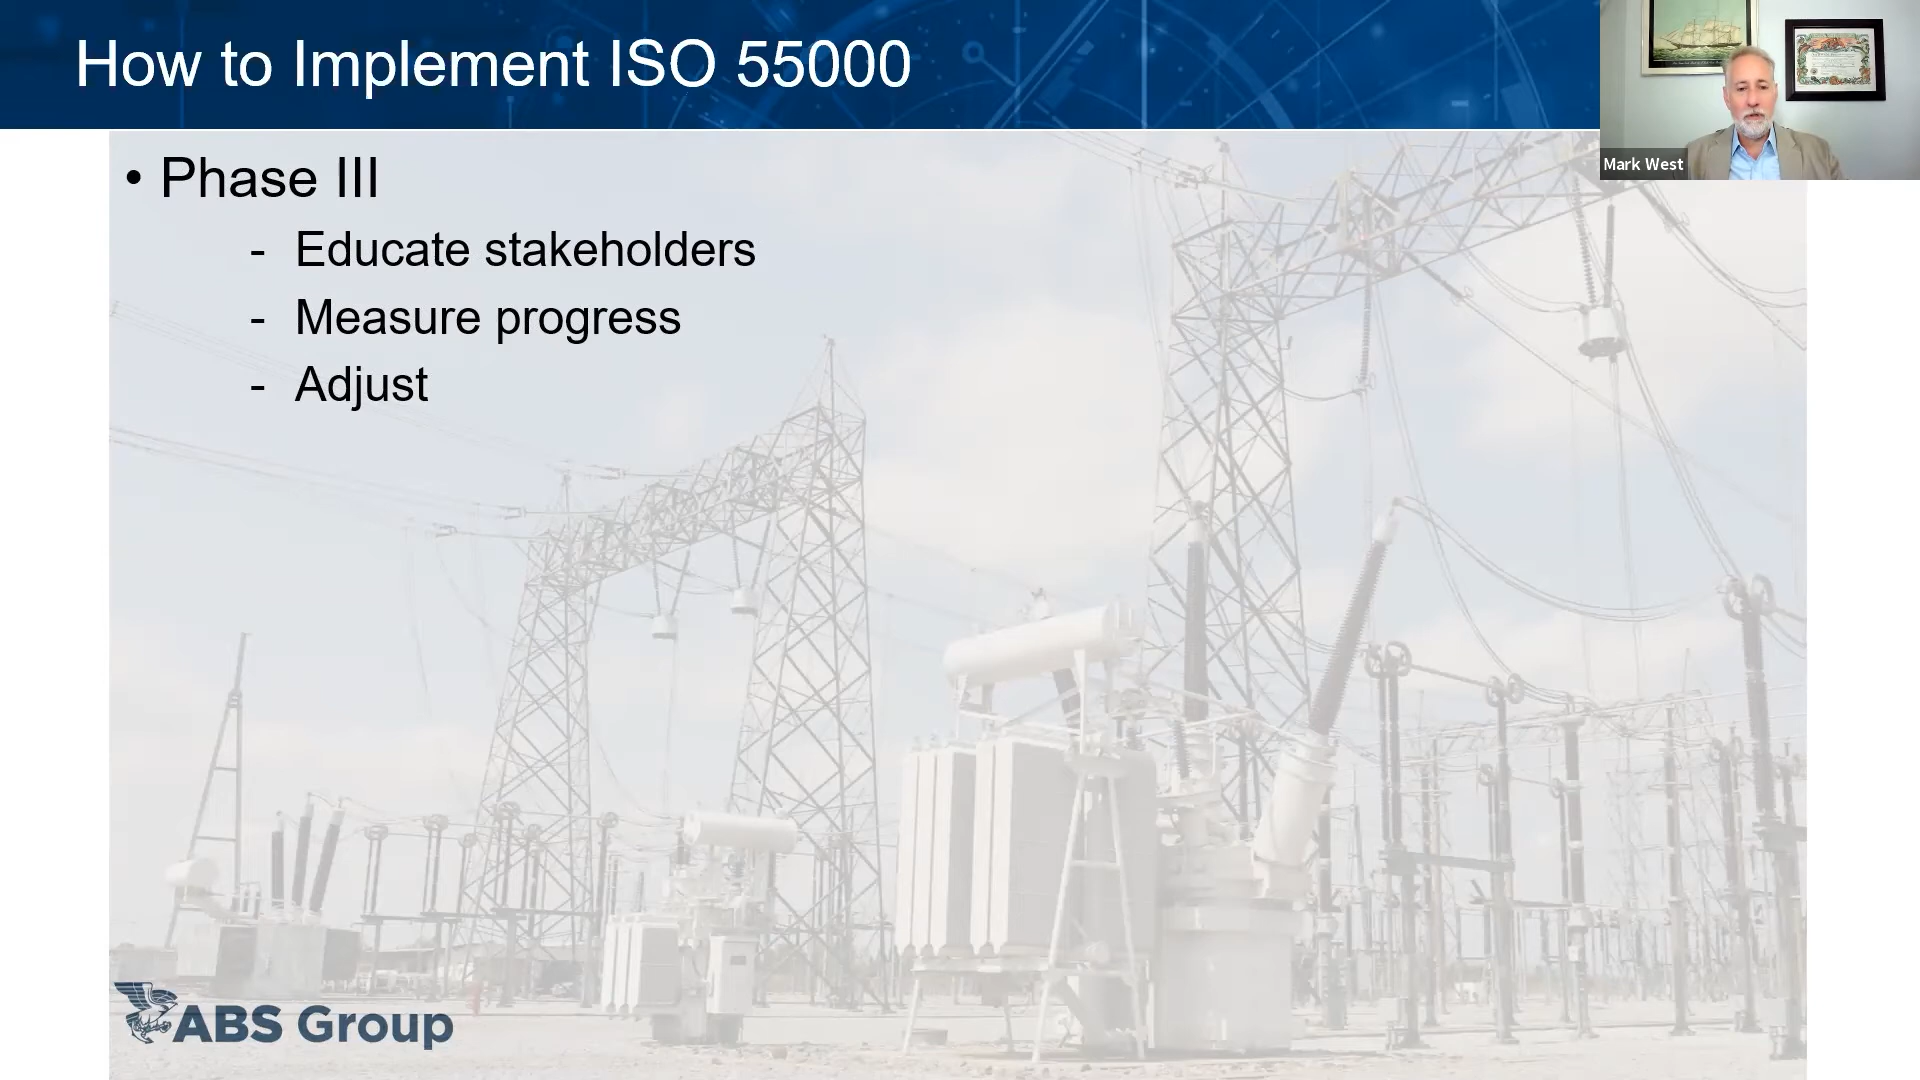 How to Implement ISO 55000
Mark West
• Phase III
- Educate stakeholders
- Measure progress
- Adjust
ABS Group